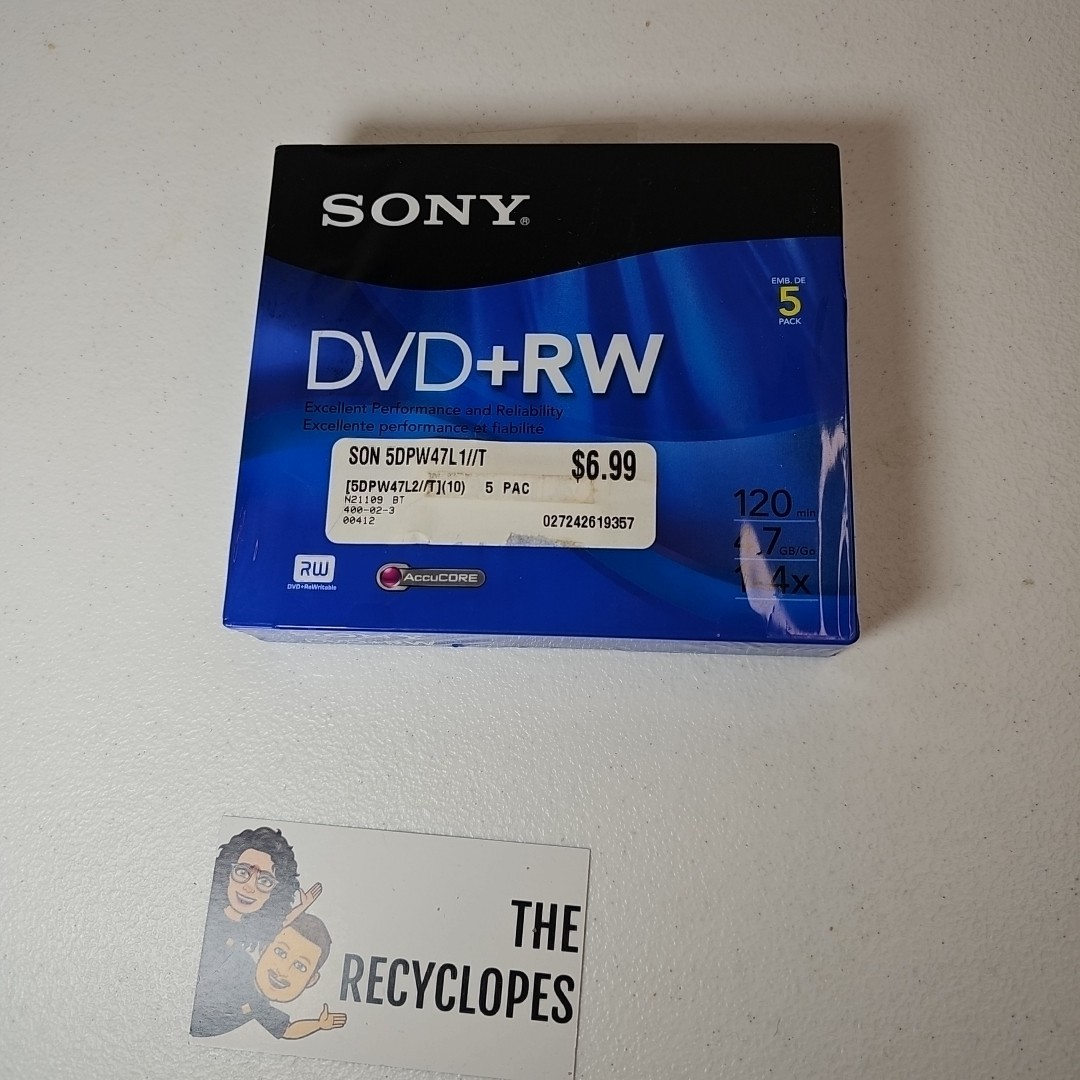 SONY®
EMB. DE
5
PACK
DVD+RW
Excellent Performance and Reliability
Excellente performance et fiabilité
SON 5DPW47L1//T $6.99
[5DPW47L2//T](10) 5 PAC
N21109 BT
400-02-3
00412 027242619357
120 min
4.7 GB/Go
1-4x
RW
DVD+ReWritable
AccuCORE
THE
RECYCLOPES